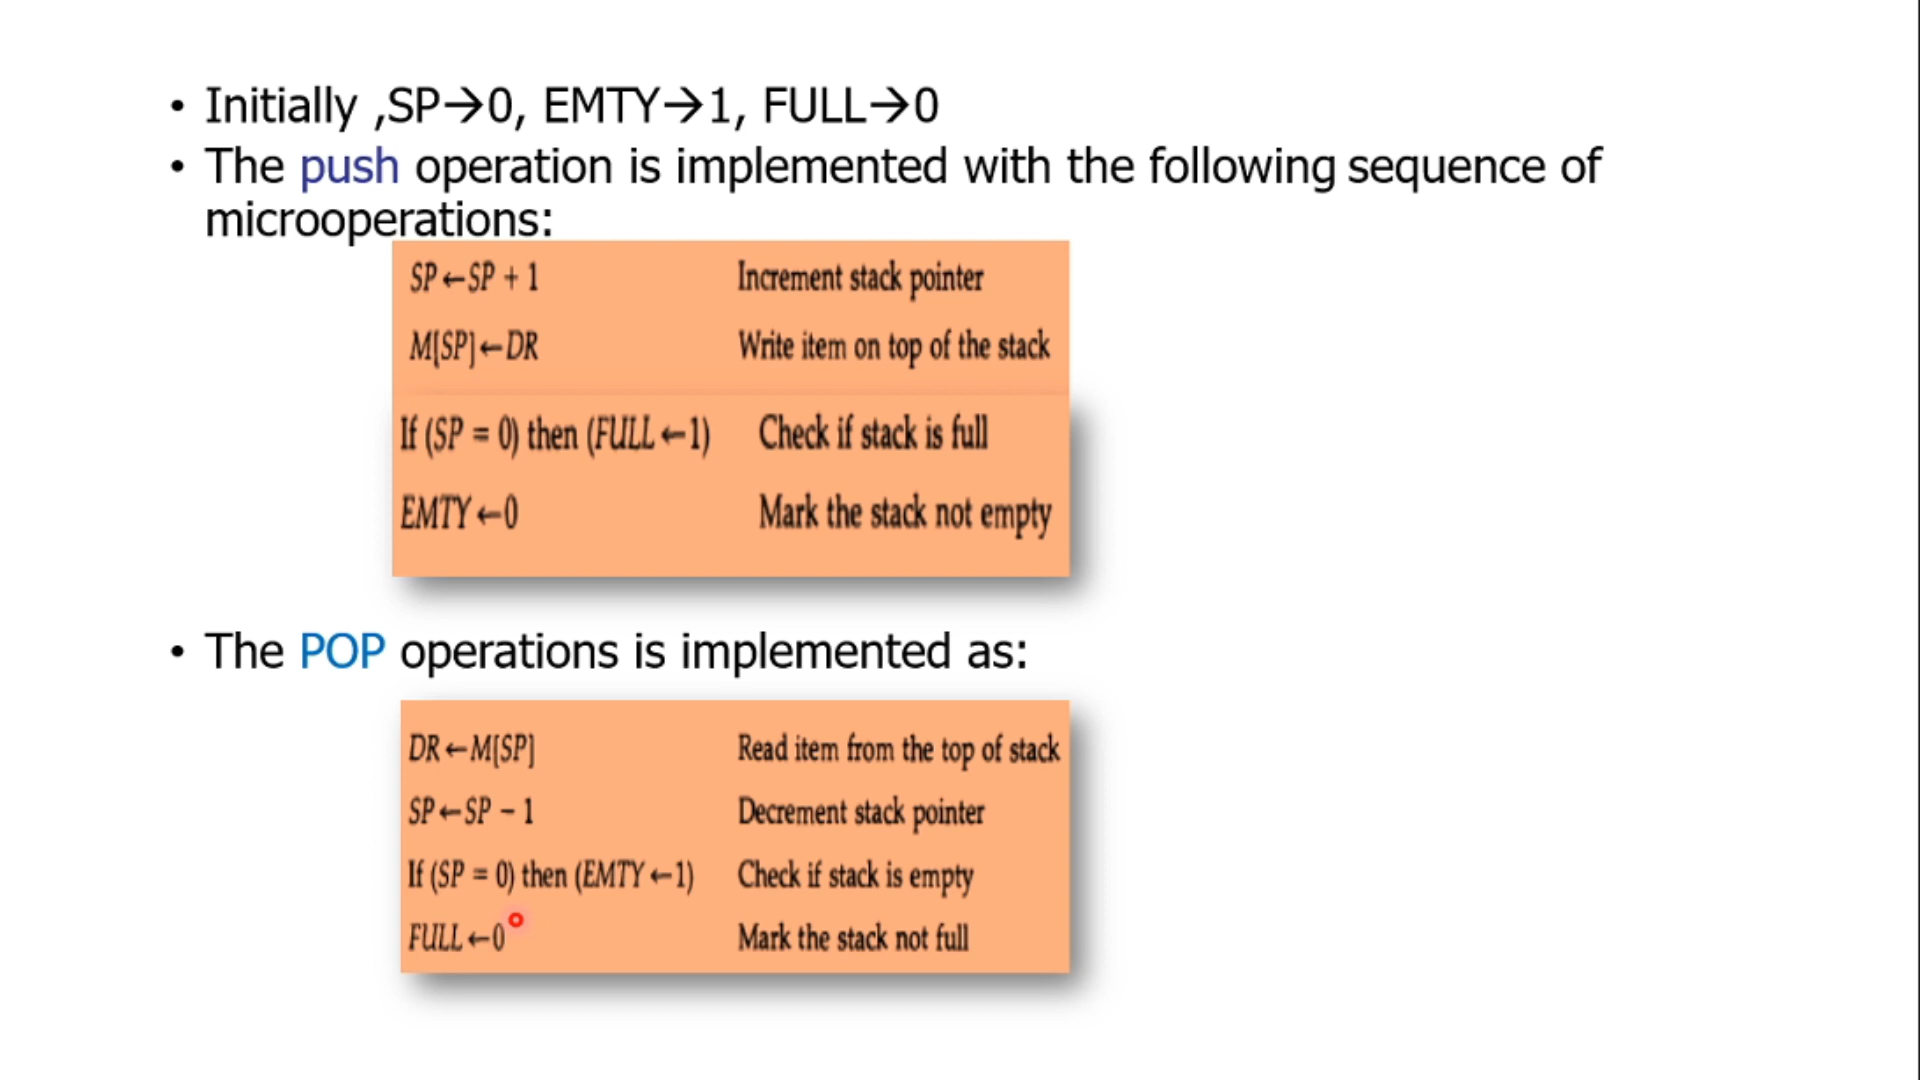 • Initially ,SP→0, EMTY→1, FULL→0
• The push operation is implemented with the following sequence of
microoperations:
SP←SP + 1 Increment stack pointer
M[SP]←DR Write item on top of the stack
If (SP = 0) then (FULL←1) Check if stack is full
EMTY←0 Mark the stack not empty
• The POP operations is implemented as:
DR←M[SP] Read item from the top of stack
SP←SP − 1 Decrement stack pointer
If (SP = 0) then (EMTY←1) Check if stack is empty
FULL←0 Mark the stack not full